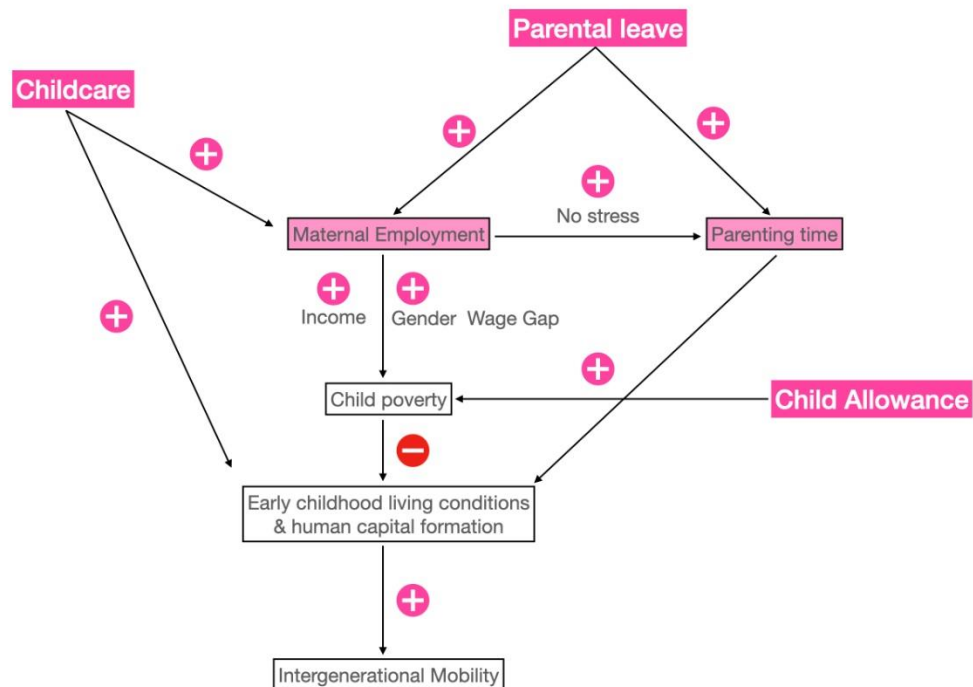 Parental leave
Childcare
No stress
Maternal Employment
Parenting time
Income
Gender Wage Gap
Child poverty
Child Allowance
Early childhood living conditions
& human capital formation
Intergenerational Mobility